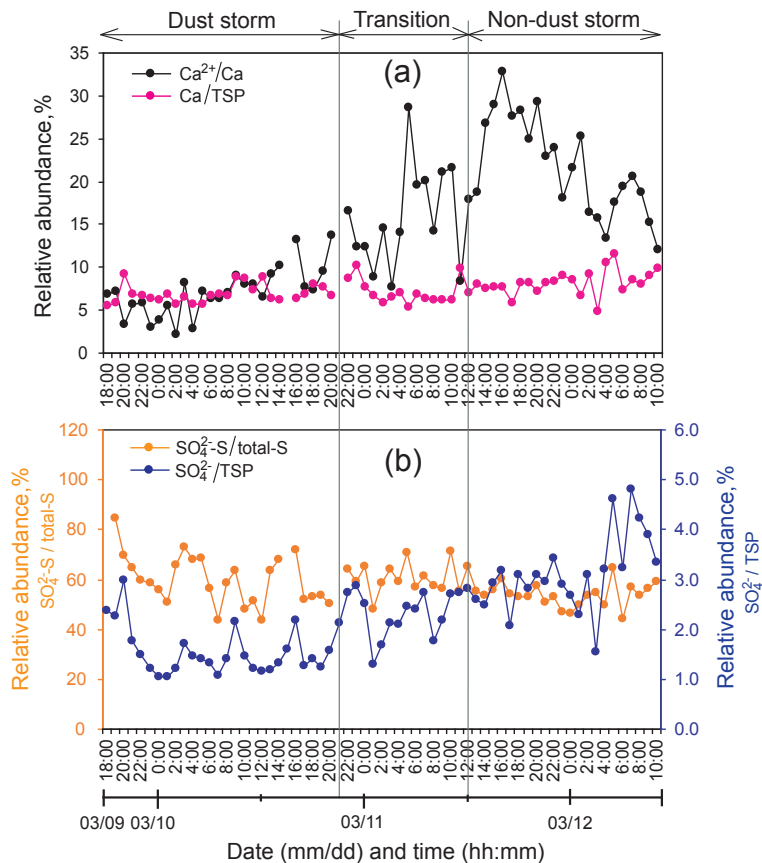 Dust storm Transition Non-dust storm
35
30
25
20
15
10
5
0
Relative abundance,%
(a)
Ca²⁺/Ca
Ca/TSP
18:00 20:00 22:00 0:00 2:00 4:00 6:00 8:00 10:00 12:00 14:00 16:00 18:00 20:00 22:00 0:00 2:00 4:00 6:00 8:00 10:00 12:00 14:00 16:00 18:00 20:00 22:00 0:00 2:00 4:00 6:00 8:00 10:00
120
100
80
60
40
20
0
Relative abundance,%
SO₄²⁻-S / total-S
(b)
SO₄²⁻-S/total-S
SO₄²⁻/TSP
6.0
5.0
4.0
3.0
2.0
1.0
0.0
Relative abundance,%
SO₄²⁻/ TSP
18:00 20:00 22:00 0:00 2:00 4:00 6:00 8:00 10:00 12:00 14:00 16:00 18:00 20:00 22:00 0:00 2:00 4:00 6:00 8:00 10:00 12:00 14:00 16:00 18:00 20:00 22:00 0:00 2:00 4:00 6:00 8:00 10:00
03/09 03/10 03/11 03/12
Date (mm/dd) and time (hh:mm)